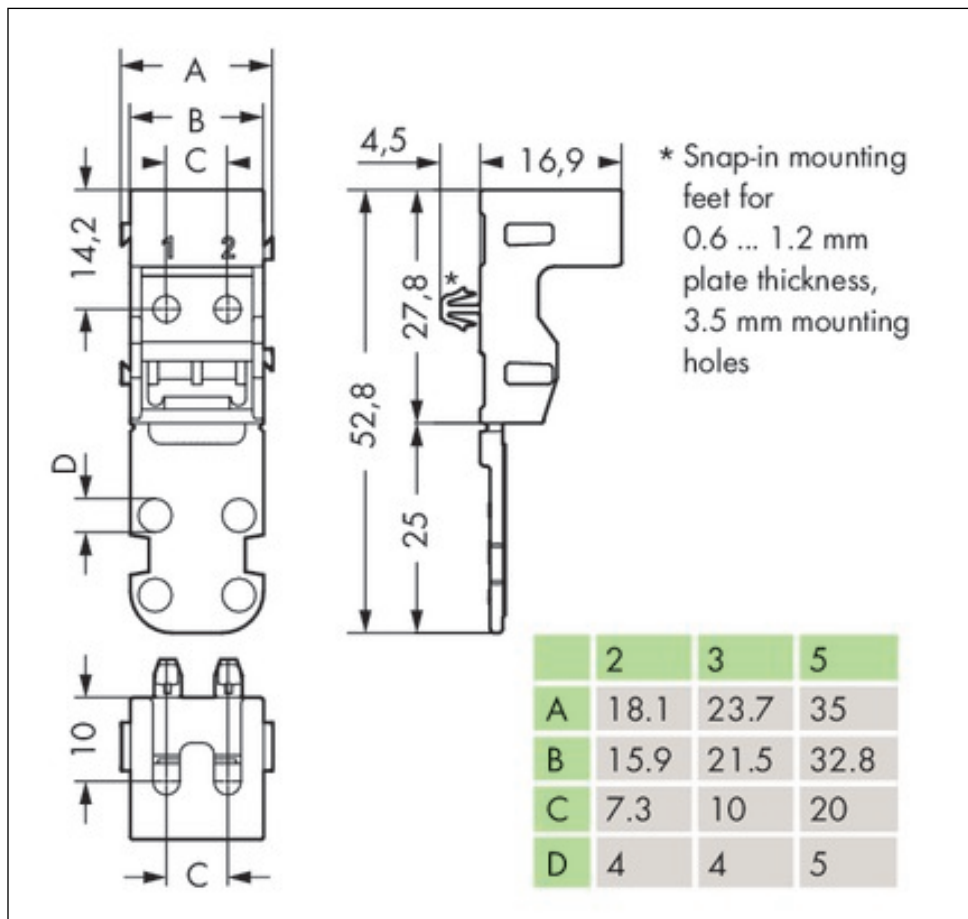 A
B
C
4,5
16,9
14,2
1 2
*
27,8
52,8
D
25
10
C
* Snap-in mounting
feet for
0.6 ... 1.2 mm
plate thickness,
3.5 mm mounting
holes
2 3 5
A 18.1 23.7 35
B 15.9 21.5 32.8
C 7.3 10 20
D 4 4 5